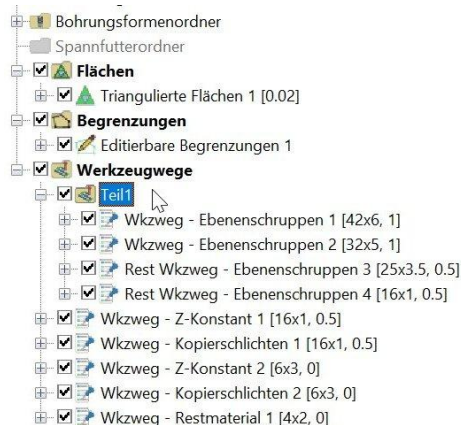 Bohrungsformenordner
Spannfutterordner
Flächen
Triangulierte Flächen 1 [0.02]
Begrenzungen
Editierbare Begrenzungen 1
Werkzeugwege
Teil1
Wkzweg - Ebenenschruppen 1 [42x6, 1]
Wkzweg - Ebenenschruppen 2 [32x5, 1]
Rest Wkzweg - Ebenenschruppen 3 [25x3.5, 0.5]
Rest Wkzweg - Ebenenschruppen 4 [16x1, 0.5]
Wkzweg - Z-Konstant 1 [16x1, 0.5]
Wkzweg - Kopierschlichten 1 [16x1, 0.5]
Wkzweg - Z-Konstant 2 [6x3, 0]
Wkzweg - Kopierschlichten 2 [6x3, 0]
Wkzweg - Restmaterial 1 [4x2, 0]